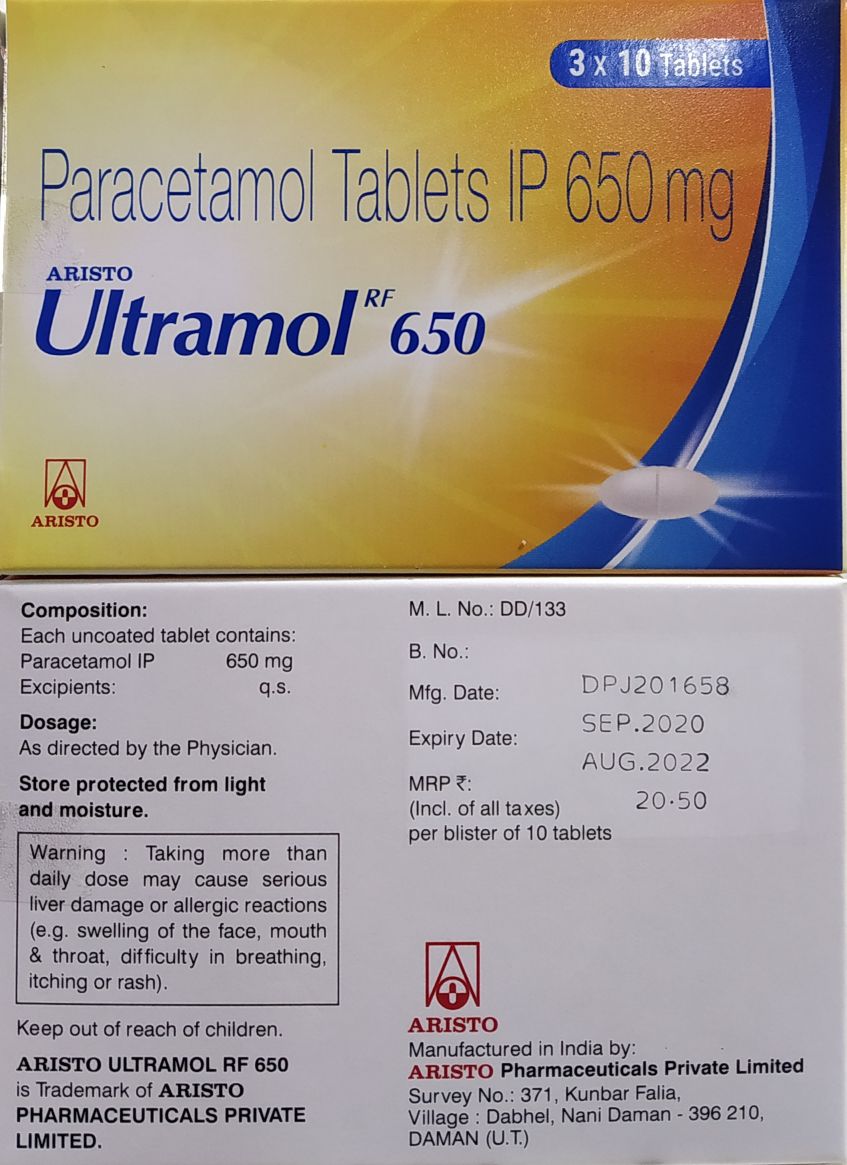 3 x 10 Tablets
Paracetamol Tablets IP 650 mg
ARISTO
Ultramol RF 650
ARISTO
Composition:
Each uncoated tablet contains:
Paracetamol IP 650 mg
Excipients: q.s.
Dosage:
As directed by the Physician.
Store protected from light
and moisture.
Warning : Taking more than
daily dose may cause serious
liver damage or allergic reactions
(e.g. swelling of the face, mouth
& throat, difficulty in breathing,
itching or rash).
Keep out of reach of children.
ARISTO ULTRAMOL RF 650
is Trademark of ARISTO
PHARMACEUTICALS PRIVATE
LIMITED.
M. L. No.: DD/133
B. No.:
Mfg. Date: DPJ201658
SEP.2020
Expiry Date:
AUG.2022
MRP ₹:
(Incl. of all taxes) 20.50
per blister of 10 tablets
ARISTO
Manufactured in India by:
ARISTO Pharmaceuticals Private Limited
Survey No.: 371, Kunbar Falia,
Village : Dabhel, Nani Daman - 396 210,
DAMAN (U.T.)